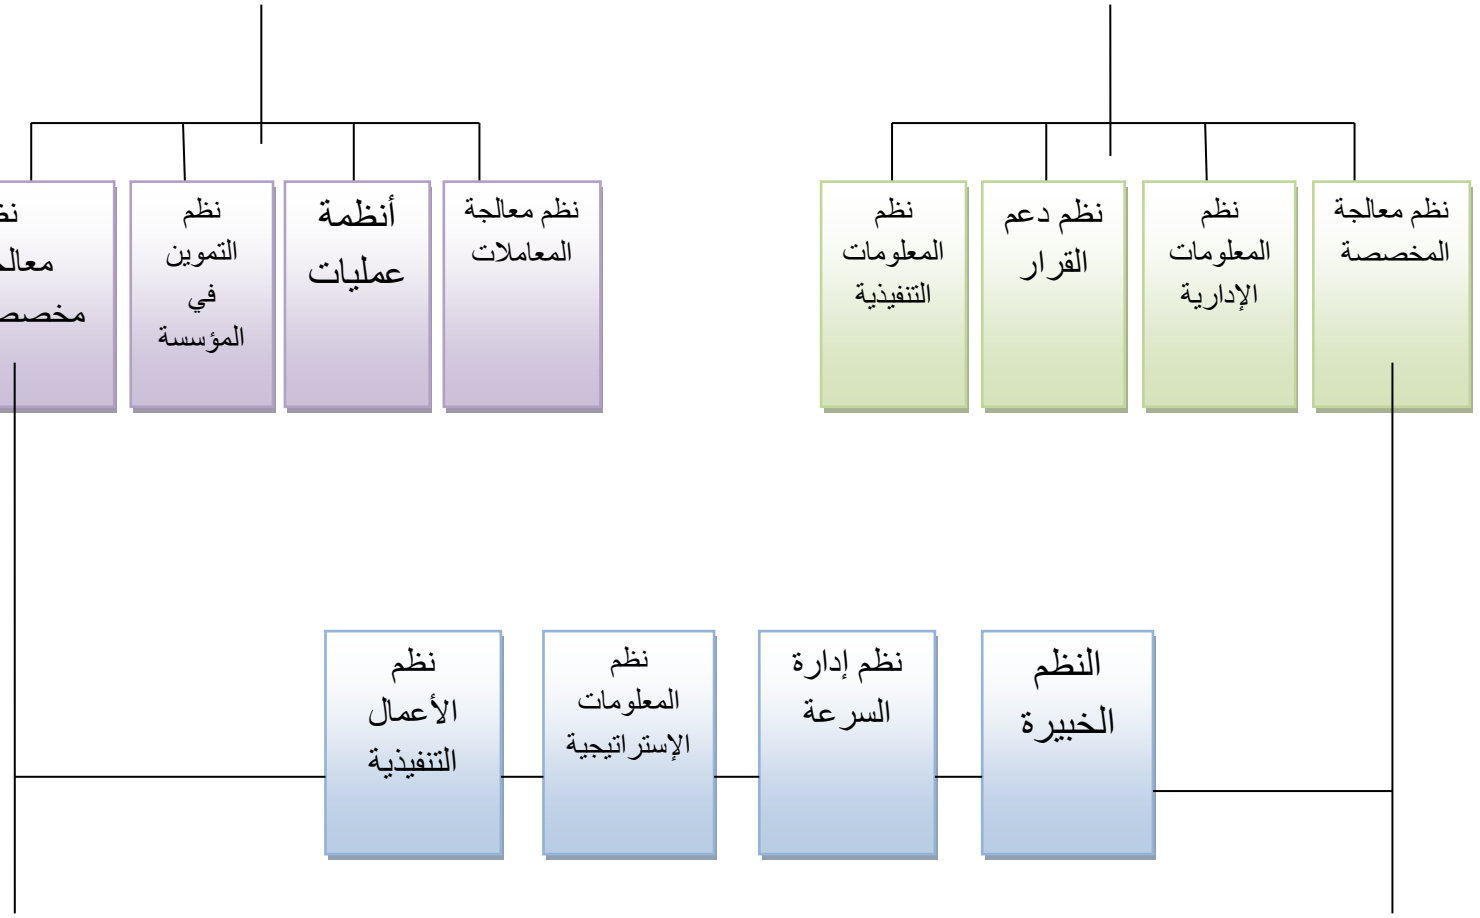 نظم معالجة
المخصصة
نظم
المعلومات
الإدارية
نظم دعم
القرار
نظم
المعلومات
التنفيذية
نظم معالجة
المعاملات
أنظمة
عمليات
نظم
التموين
في
المؤسسة
النظم
الخبيرة
نظم إدارة
السرعة
نظم
المعلومات
الإستراتيجية
نظم
الأعمال
التنفيذية